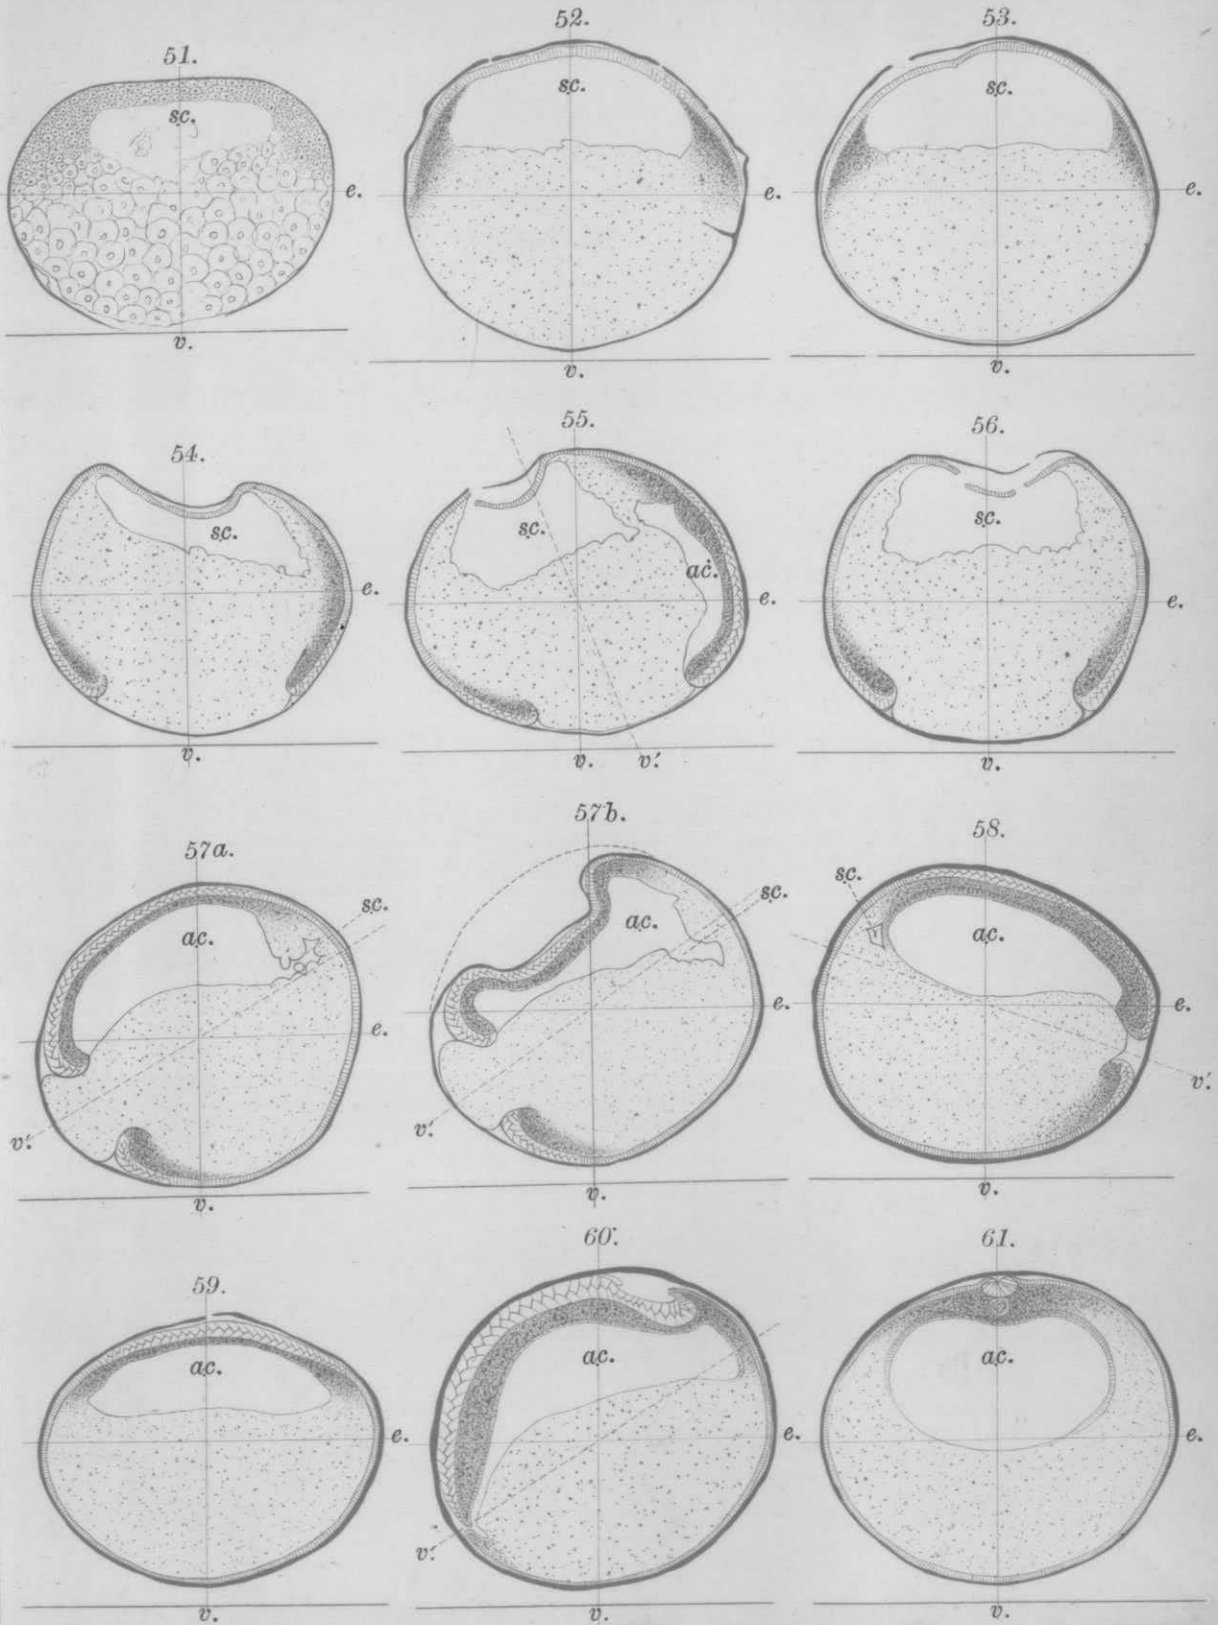 51.
sc.
e.
v.
52.
sc.
e.
v.
53.
sc.
e.
v.
54.
sc.
e.
v.
55.
sc.
ac.
e.
v. v'.
56.
sc.
e.
v.
57a.
sc.
ac.
e.
v'.
v.
57b.
sc.
ac.
e.
v'.
v.
58.
sc.
ac.
e.
v'.
v.
59.
ac.
e.
v.
60.
ac.
e.
v'.
v.
61.
ac.
e.
v.